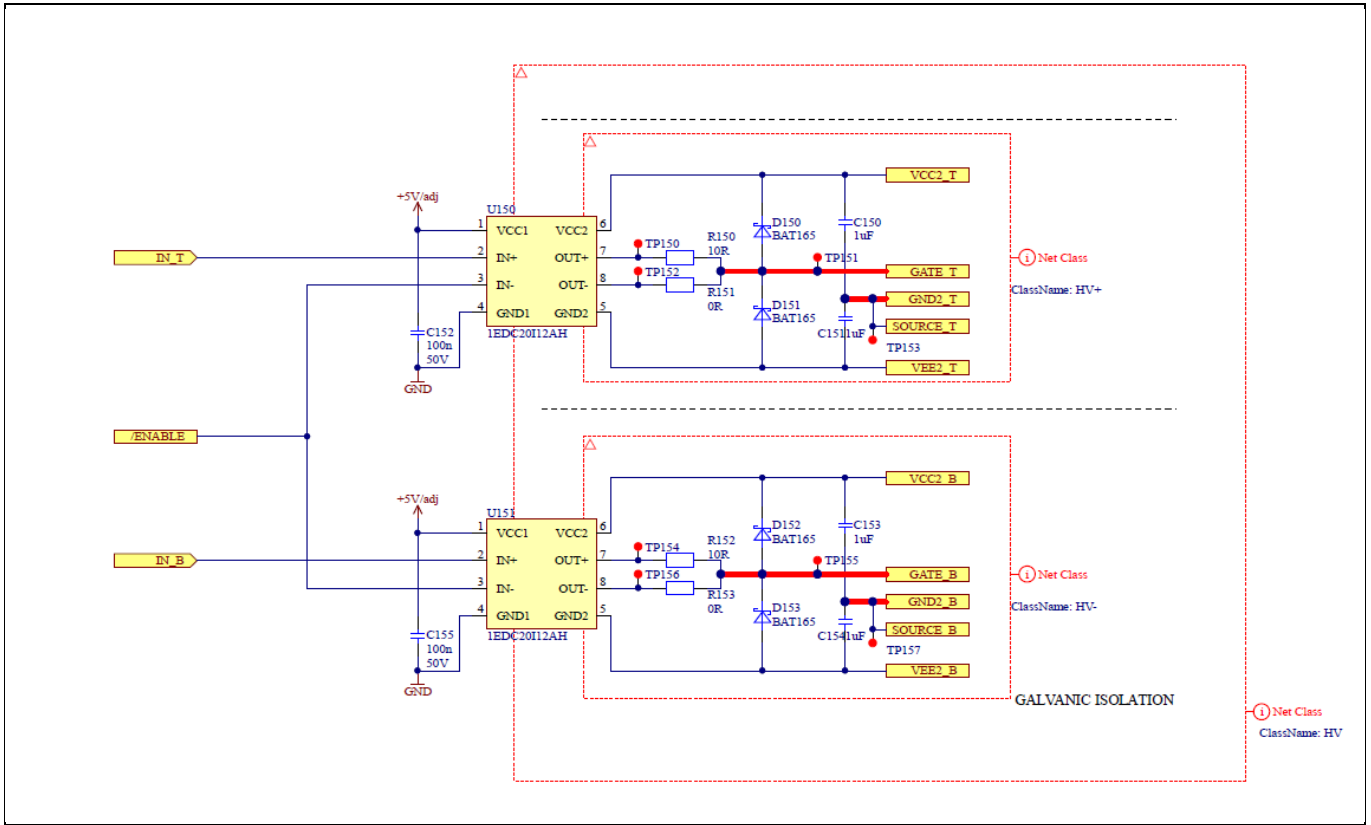 VCC2_T
+5V/adj
U150
D150
BAT165
C150
1uF
1 VCC1 VCC2 6
TP150
R150
10R
IN_T
2 IN+ OUT+ 7
TP151
Net Class
TP152
GATE_T
3 IN- OUT- 8
R151
0R
ClassName: HV+
GND2_T
D151
BAT165
4 GND1 GND2 5
SOURCE_T
C152
100n
50V
1EDC20I12AH
C1511uF
TP153
VEE2_T
GND
/ENABLE
VCC2_B
+5V/adj
U151
D152
BAT165
C153
1uF
1 VCC1 VCC2 6
TP154
R152
10R
IN_B
2 IN+ OUT+ 7
TP155
Net Class
TP156
GATE_B
3 IN- OUT- 8
R153
0R
ClassName: HV-
GND2_B
D153
BAT165
4 GND1 GND2 5
SOURCE_B
C155
100n
50V
1EDC20I12AH
C1541uF
TP157
VEE2_B
GND
GALVANIC ISOLATION
Net Class
ClassName: HV